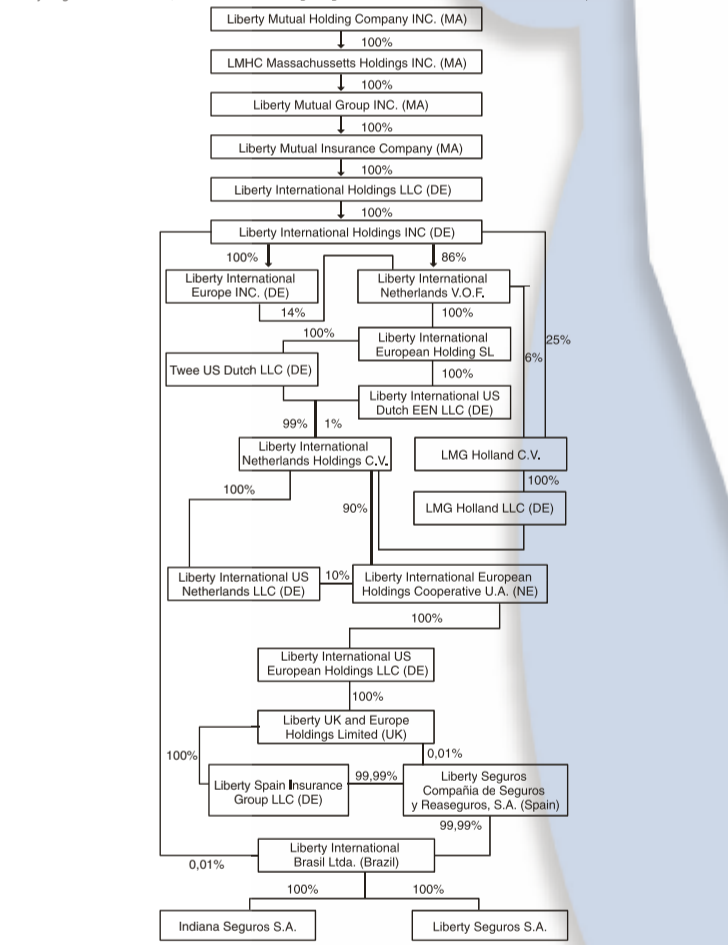 Liberty Mutual Holding Company INC. (MA)
100%
LMHC Massachussetts Holdings INC. (MA)
100%
Liberty Mutual Group INC. (MA)
100%
Liberty Mutual Insurance Company (MA)
100%
Liberty International Holdings LLC (DE)
100%
Liberty International Holdings INC (DE)
100%
86%
Liberty International
Europe INC. (DE)
Liberty International
Netherlands V.O.F.
14%
100%
100%
Liberty International
European Holding SL
25%
6%
Twee US Dutch LLC (DE)
100%
Liberty International US
Dutch EEN LLC (DE)
99%
1%
Liberty International
Netherlands Holdings C.V.
LMG Holland C.V.
100%
100%
90%
LMG Holland LLC (DE)
Liberty International US
Netherlands LLC (DE)
10%
Liberty International European
Holdings Cooperative U.A. (NE)
100%
Liberty International US
European Holdings LLC (DE)
100%
Liberty UK and Europe
Holdings Limited (UK)
100%
0,01%
Liberty Spain Insurance
Group LLC (DE)
99,99%
Liberty Seguros
Compañia de Seguros
y Reaseguros, S.A. (Spain)
99,99%
Liberty International
Brasil Ltda. (Brazil)
0,01%
100%
100%
Indiana Seguros S.A.
Liberty Seguros S.A.